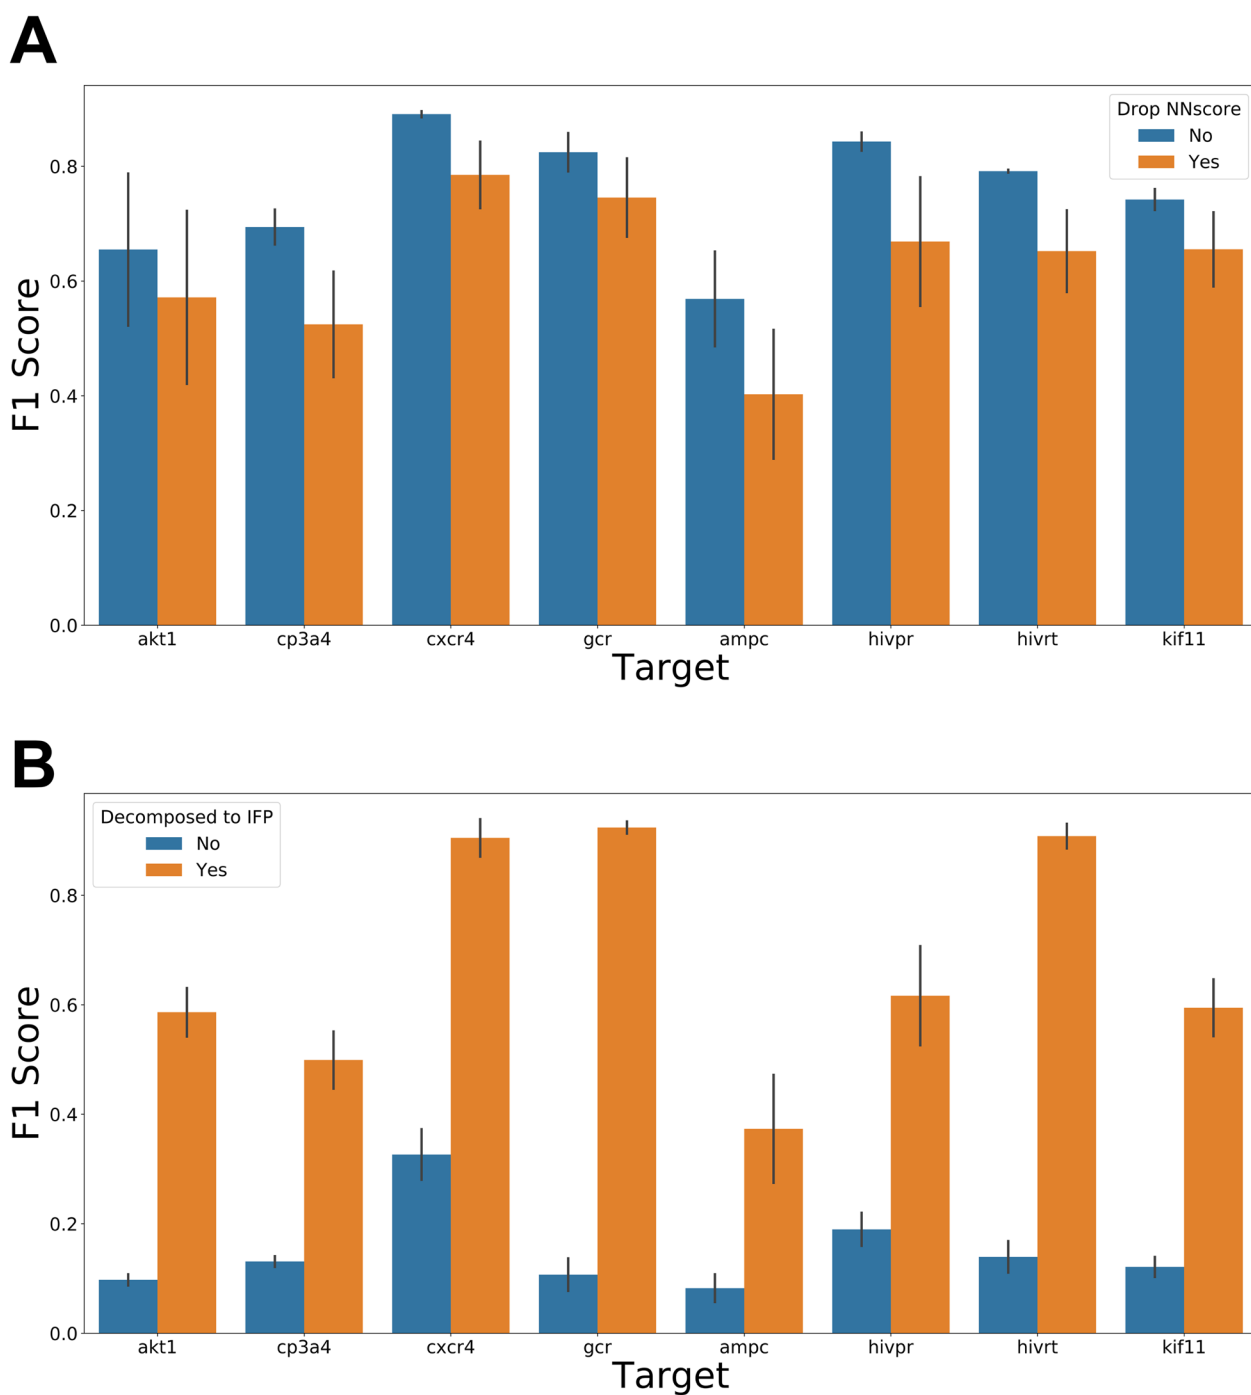 A
Drop NNscore
No
Yes
0.8
0.6
0.4
0.2
0.0
F1 Score
akt1 cp3a4 cxcr4 gcr ampc hivpr hivrt kif11
Target
B
Decomposed to IFP
No
Yes
0.8
0.6
0.4
0.2
0.0
F1 Score
akt1 cp3a4 cxcr4 gcr ampc hivpr hivrt kif11
Target